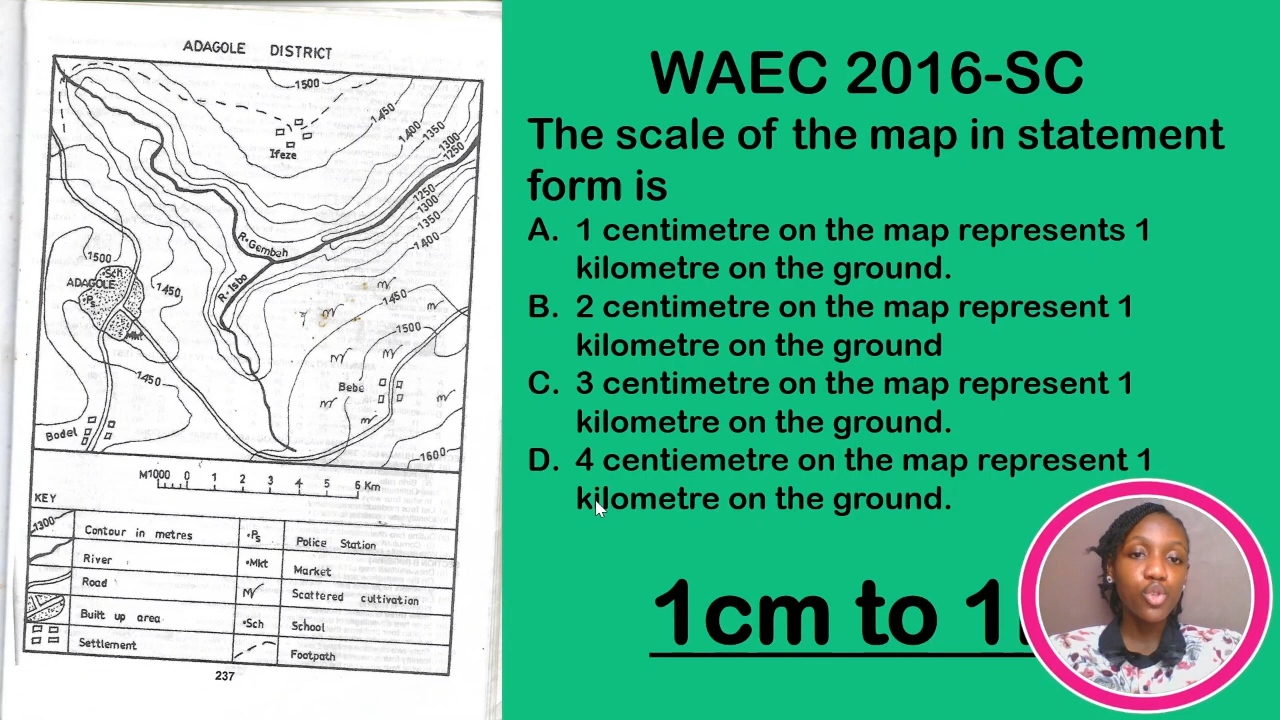 ADAGOLE DISTRICT
1500
1450
1400
1350
1300
1250
Ifeze
1250
1300
1350
1400
R·Gembah
R·Isbo
1500
Sch
ADAGOLE
Ps
1450
Mkt
1450
1500
1450
Bebe
Bodel
1600
M1000 0 1 2 3 4 5 6 Km
KEY
1300
Contour in metres
·Ps
Police Station
River
·Mkt
Market
Road
Scattered cultivation
Built up area
·Sch
School
Settlement
Footpath
237
WAEC 2016-SC
The scale of the map in statement
form is
A. 1 centimetre on the map represents 1
kilometre on the ground.
B. 2 centimetre on the map represent 1
kilometre on the ground
C. 3 centimetre on the map represent 1
kilometre on the ground.
D. 4 centiemetre on the map represent 1
kilometre on the ground.
1cm to 1